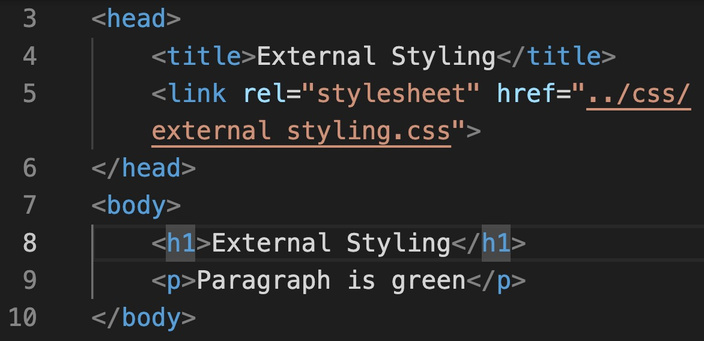 3 <head>
4 <title>External Styling</title>
5 <link rel="stylesheet" href="../css/
external styling.css">
6 </head>
7 <body>
8 <h1>External Styling</h1>
9 <p>Paragraph is green</p>
10 </body>